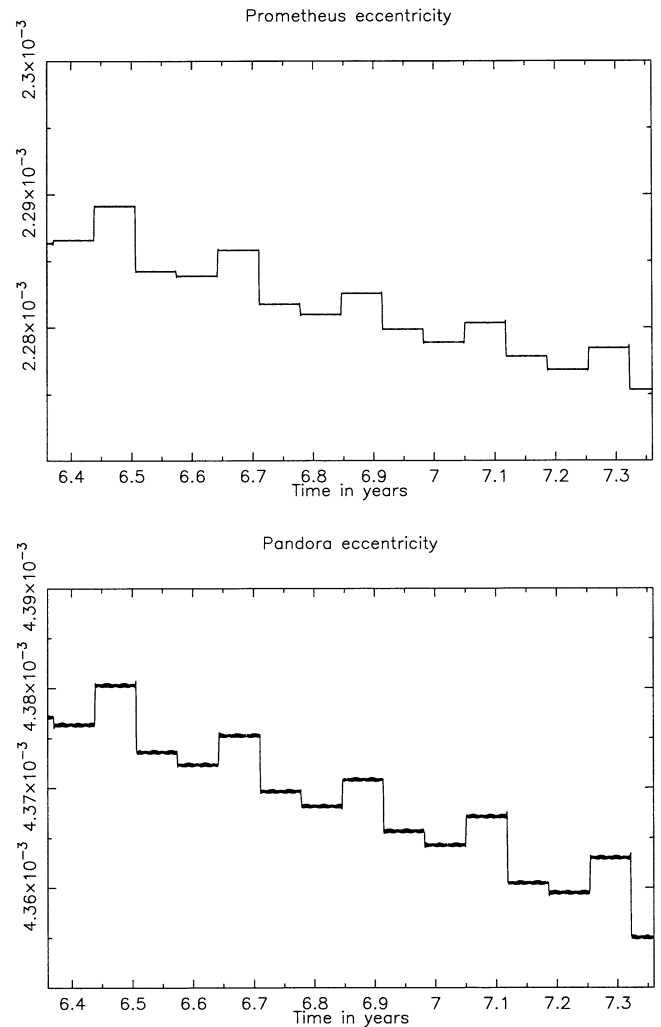 Prometheus eccentricity
2.3×10⁻³
2.29×10⁻³
2.28×10⁻³
6.4 6.5 6.6 6.7 6.8 6.9 7 7.1 7.2 7.3
Time in years
Pandora eccentricity
4.39×10⁻³
4.38×10⁻³
4.37×10⁻³
4.36×10⁻³
6.4 6.5 6.6 6.7 6.8 6.9 7 7.1 7.2 7.3
Time in years